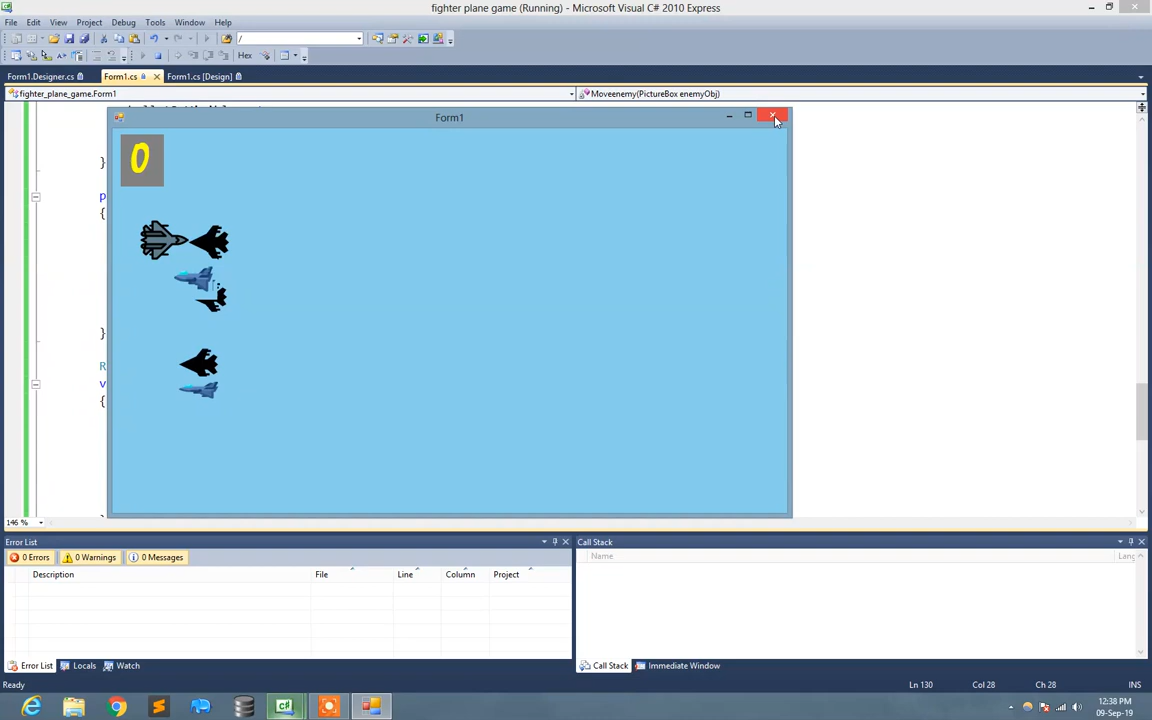 fighter plane game (Running) - Microsoft Visual C# 2010 Express
File Edit View Project Debug Tools Window Help
/
Hex
Form1.Designer.cs Form1.cs Form1.cs [Design]
fighter_plane_game.Form1 Moveenemy(PictureBox enemyObj)
Form1
0
}
p
{
}
R
v
{
146 %
Error List Call Stack
0 Errors 0 Warnings 0 Messages Name Lang
Description File Line Column Project
Error List Locals Watch Call Stack Immediate Window
Ready Ln 130 Col 28 Ch 28 INS
12:38 PM
09-Sep-19